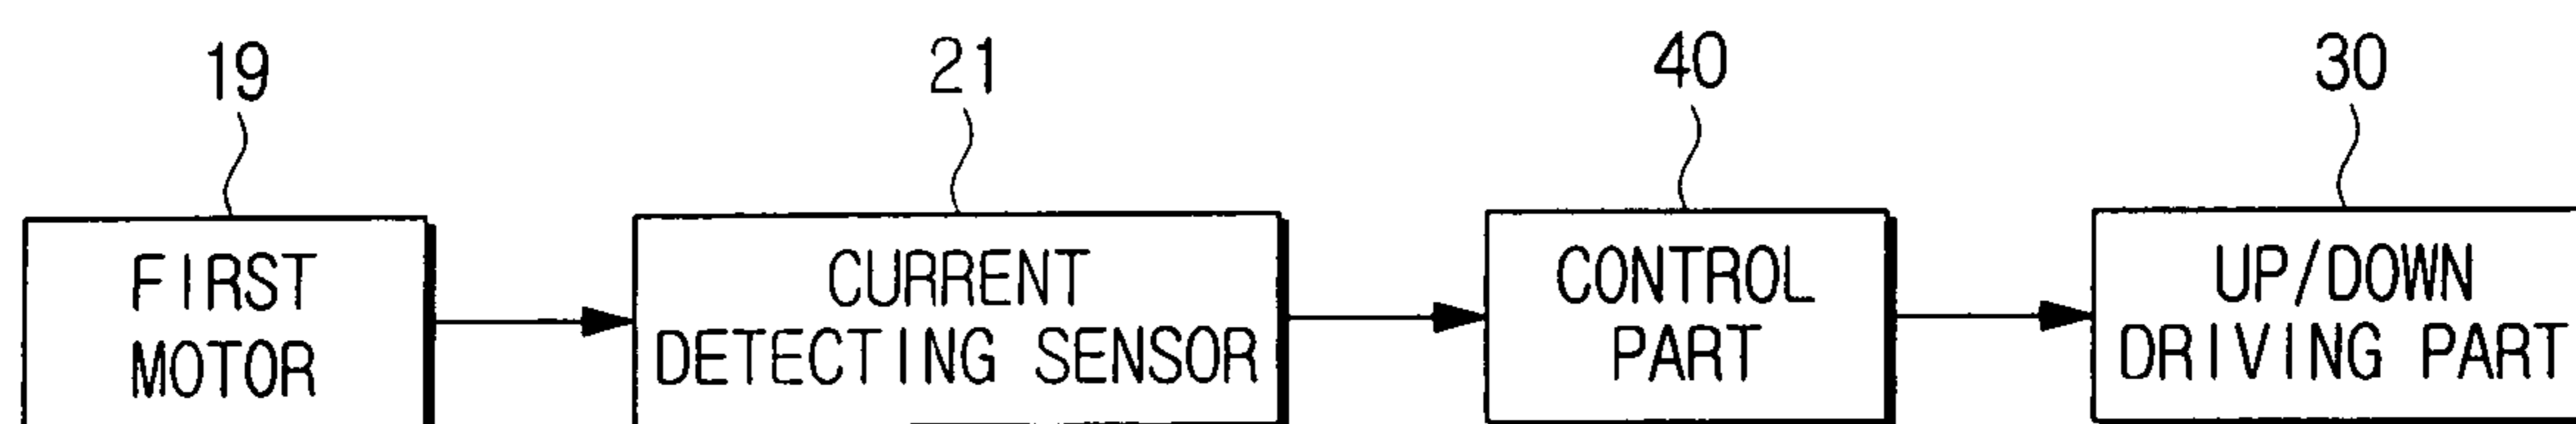 19
21
40
30
FIRST
MOTOR
CURRENT
DETECTING SENSOR
CONTROL
PART
UP/DOWN
DRIVING PART